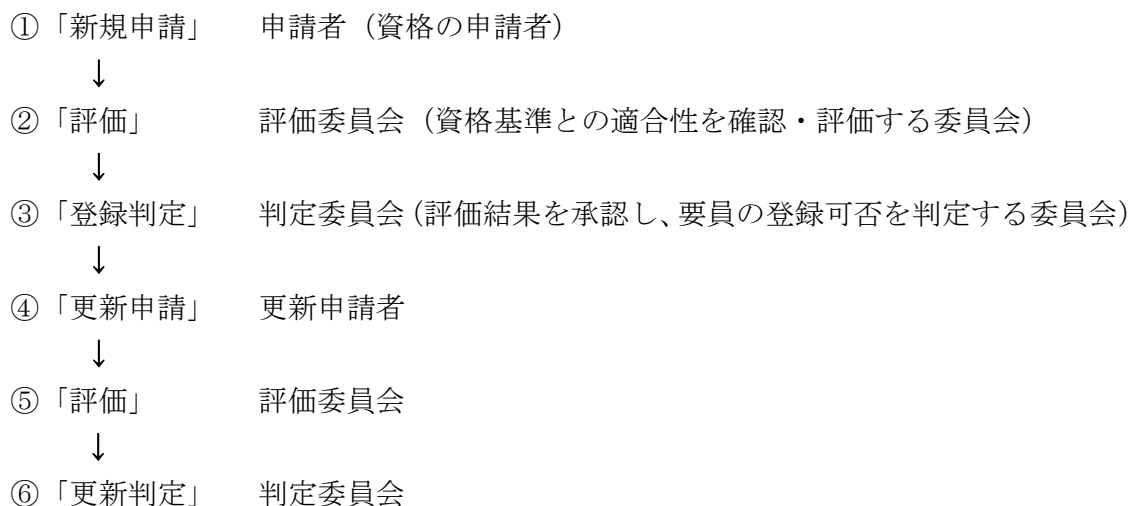 ①「新規申請」 申請者（資格の申請者）
↓
②「評価」 評価委員会（資格基準との適合性を確認・評価する委員会）
↓
③「登録判定」 判定委員会（評価結果を承認し、要員の登録可否を判定する委員会）
↓
④「更新申請」 更新申請者
↓
⑤「評価」 評価委員会
↓
⑥「更新判定」 判定委員会